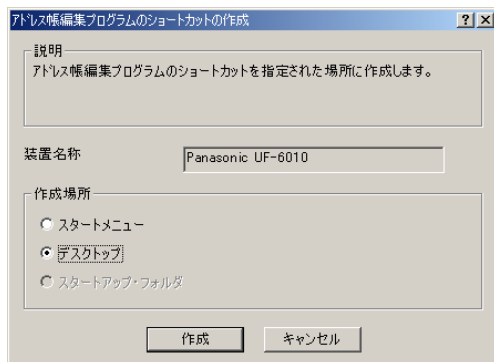 アドレス帳編集プログラムのショートカットの作成
説明
アドレス帳編集プログラムのショートカットを指定された場所に作成します。
装置名称
Panasonic UF-6010
作成場所
スタートメニュー
デスクトップ
スタートアップ・フォルダ
作成
キャンセル